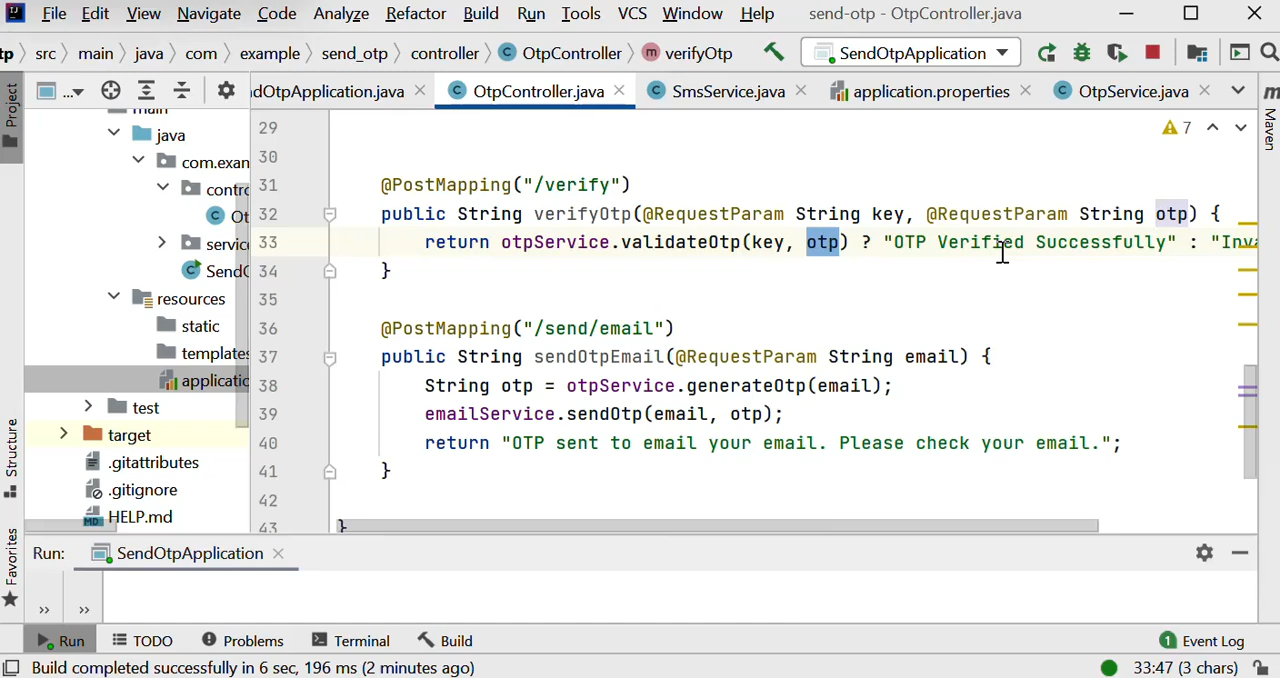 File Edit View Navigate Code Analyze Refactor Build Run Tools VCS Window Help send-otp - OtpController.java
tp src main java com example send_otp controller OtpController verifyOtp SendOtpApplication
... dOtpApplication.java OtpController.java SmsService.java application.properties OtpService.java
Project
Structure
Favorites
Maven
main
java
com.exan
contro
Ot
service
Send
resources
static
templates
applicatio
test
target
.gitattributes
.gitignore
HELP.md
7
29
30
31 @PostMapping("/verify")
32 public String verifyOtp(@RequestParam String key, @RequestParam String otp) {
33 return otpService.validateOtp(key, otp) ? "OTP Verified Successfully" : "Inva
34 }
35
36 @PostMapping("/send/email")
37 public String sendOtpEmail(@RequestParam String email) {
38 String otp = otpService.generateOtp(email);
39 emailService.sendOtp(email, otp);
40 return "OTP sent to email your email. Please check your email.";
41 }
42
43 }
Run: SendOtpApplication
Run TODO Problems Terminal Build 1 Event Log
Build completed successfully in 6 sec, 196 ms (2 minutes ago) 33:47 (3 chars)